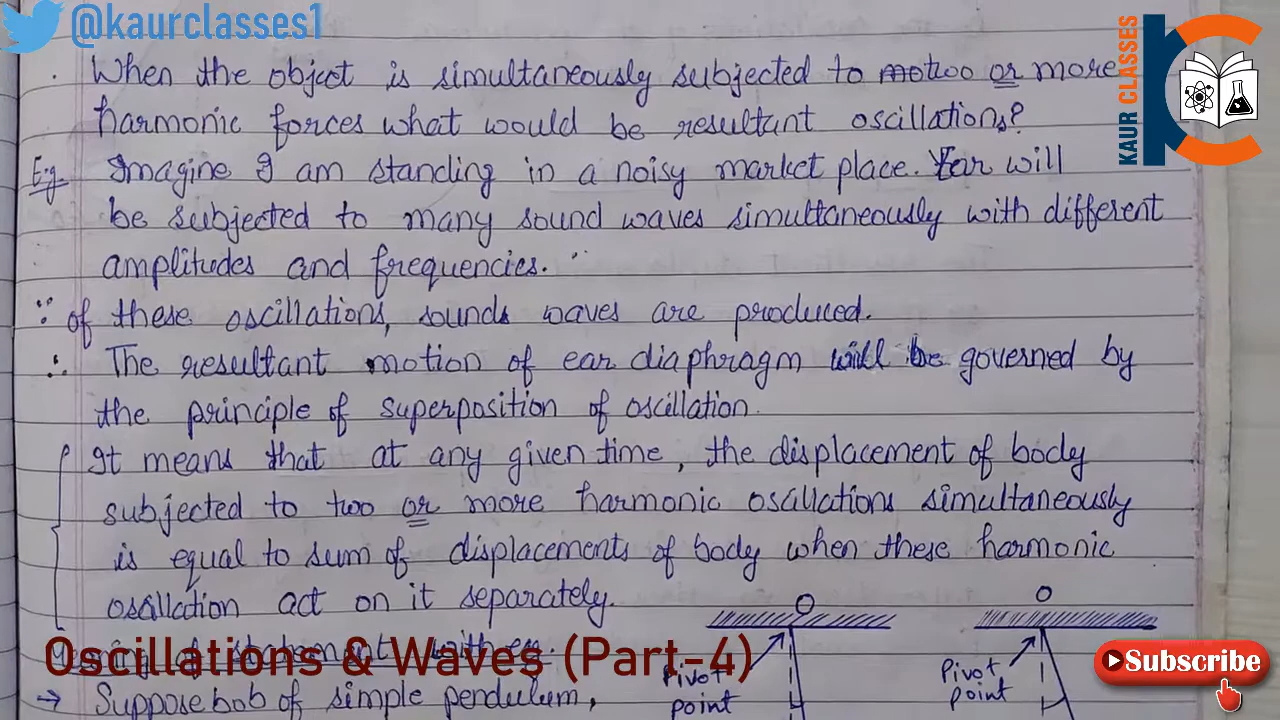 @kaurclasses1
KAUR CLASSES
. When the object is simultaneously subjected to two or more
harmonic forces what would be resultant oscillations?
Eg. Imagine I am standing in a noisy market place. Ear will
be subjected to many sound waves simultaneously with different
amplitudes and frequencies.
∵ of these oscillations, sounds waves are produced.
∴ The resultant motion of ear diaphragm will be governed by
the principle of superposition of oscillation.
It means that at any given time, the displacement of body
subjected to two or more harmonic oscillations simultaneously
is equal to sum of displacements of body when these harmonic
oscillation act on it separately.
O
O
Oscillations & Waves (Part-4)
Pivot
point
Pivot
point
Subscribe
→ Suppose bob of simple pendulum,